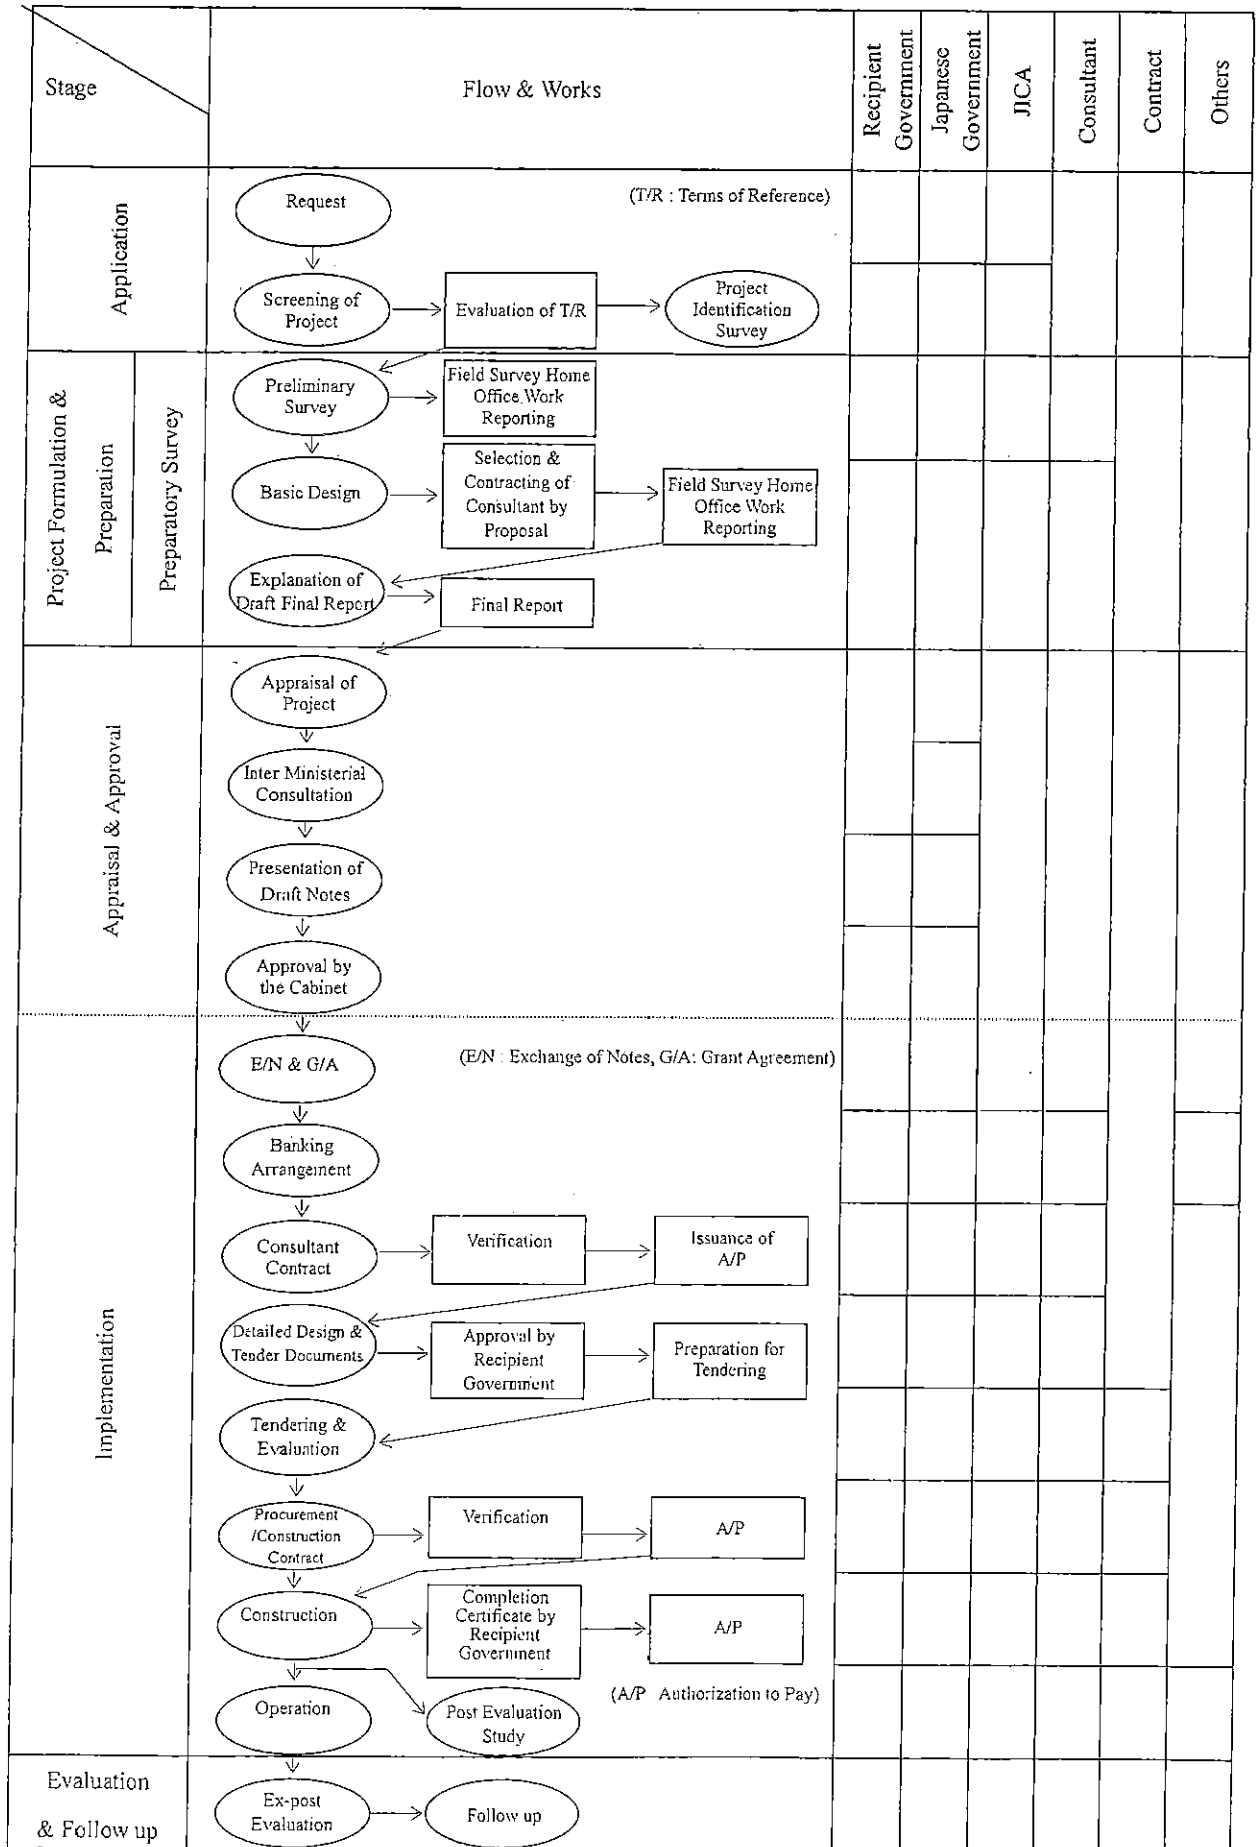 Stage
Flow & Works
Recipient
Government
Japanese
Government
JICA
Consultant
Contract
Others
Application
Request
(T/R : Terms of Reference)
Screening of
Project
Evaluation of T/R
Project
Identification
Survey
Project Formulation &
Preparation
Preparatory Survey
Preliminary
Survey
Field Survey Home
Office Work
Reporting
Basic Design
Selection &
Contracting of
Consultant by
Proposal
Field Survey Home
Office Work
Reporting
Explanation of
Draft Final Report
Final Report
Appraisal & Approval
Appraisal of
Project
Inter Ministerial
Consultation
Presentation of
Draft Notes
Approval by
the Cabinet
Implementation
E/N & G/A
(E/N : Exchange of Notes, G/A: Grant Agreement)
Banking
Arrangement
Consultant
Contract
Verification
Issuance of
A/P
Detailed Design &
Tender Documents
Approval by
Recipient
Government
Preparation for
Tendering
Tendering &
Evaluation
Procurement
/Construction
Contract
Verification
A/P
Construction
Completion
Certificate by
Recipient
Government
A/P
Operation
Post Evaluation
Study
(A/P Authorization to Pay)
Evaluation
& Follow up
Ex-post
Evaluation
Follow up